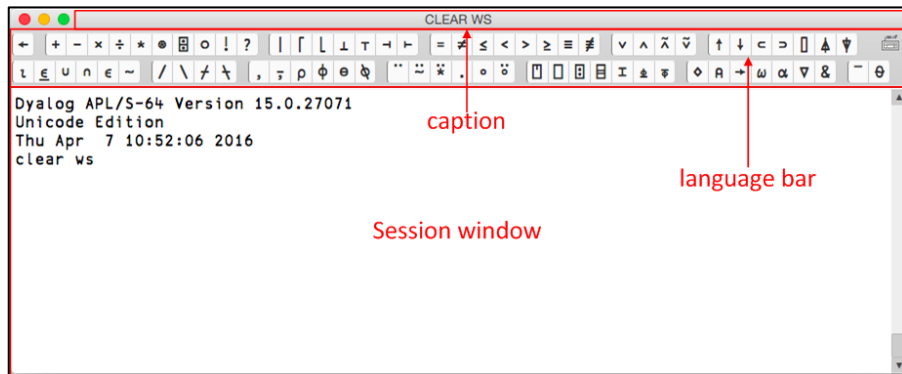 CLEAR WS
← + - × ÷ * ⍟ ⌹ ○ ! ? | ⌈ ⌊ ⊥ ⊤ ⊣ ⊢ = ≠ ≤ < > ≥ ≡ ≢ ∨ ∧ ⍲ ⍱ ↑ ↓ ⊂ ⊃ ⌷ ⍋ ⍒
⍳ ⍷ ∪ ∩ ∊ ~ / \ ⌿ ⍀ , ⍪ ⍴ ⌽ ⊖ ⍉ ¨ ⍨ ⍣ . ∘ ⍤ ⍞ ⎕ ⍠ ⌸ ⌶ ⍎ ⍕ ⋄ ⍝ → ⍵ ⍺ ∇ & ¯ ⍬
Dyalog APL/S-64 Version 15.0.27071
Unicode Edition
Thu Apr  7 10:52:06 2016
clear ws
caption
language bar
Session window